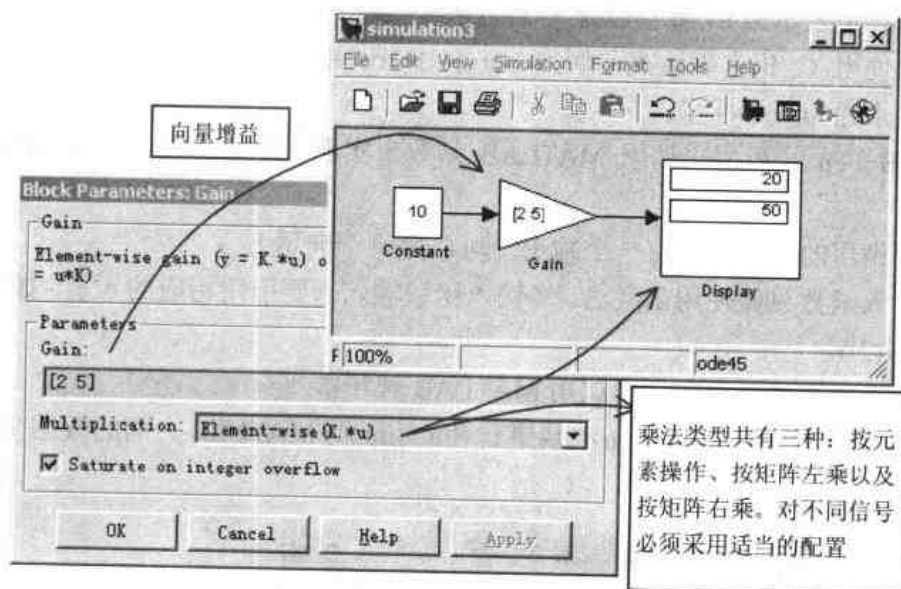 simulation3
File Edit View Simulation Format Tools Help
向量增益
10
Constant
[2 5]
Gain
20
50
Display
100%
ode45
Block Parameters: Gain
Gain
Element-wise gain (y = K.*u) o
= u*K)
Parameters
Gain:
[2 5]
Multiplication: Element-wise(K.*u)
Saturate on integer overflow
OK Cancel Help Apply
乘法类型共有三种：按元
素操作、按矩阵左乘以及
按矩阵右乘。对不同信号
必须采用适当的配置